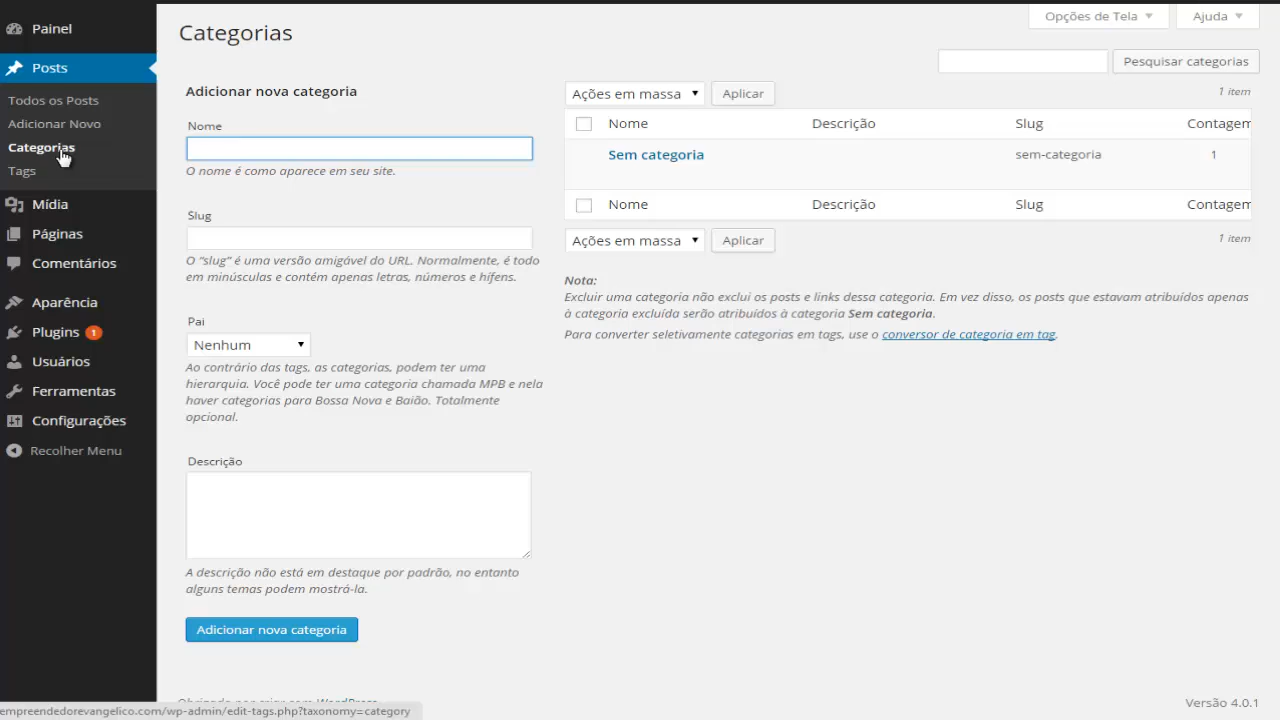 Painel
Posts
Todos os Posts
Adicionar Novo
Categorias
Tags
Mídia
Páginas
Comentários
Aparência
Plugins 1
Usuários
Ferramentas
Configurações
Recolher Menu
Opções de Tela
Ajuda
Categorias
Pesquisar categorias
Adicionar nova categoria
Nome
O nome é como aparece em seu site.
Slug
O “slug” é uma versão amigável do URL. Normalmente, é todo
em minúsculas e contém apenas letras, números e hífens.
Pai
Nenhum
Ao contrário das tags, as categorias, podem ter uma
hierarquia. Você pode ter uma categoria chamada MPB e nela
haver categorias para Bossa Nova e Baião. Totalmente
opcional.
Descrição
A descrição não está em destaque por padrão, no entanto
alguns temas podem mostrá-la.
Adicionar nova categoria
Ações em massa Aplicar 1 item
Nome Descrição Slug Contagem
Sem categoria sem-categoria 1
Nome Descrição Slug Contagem
Ações em massa Aplicar 1 item
Nota:
Excluir uma categoria não exclui os posts e links dessa categoria. Em vez disso, os posts que estavam atribuídos apenas
à categoria excluída serão atribuídos à categoria Sem categoria.
Para converter seletivamente categorias em tags, use o conversor de categoria em tag.
Obrigado por criar com WordPress.
Versão 4.0.1
empreendedorevangelico.com/wp-admin/edit-tags.php?taxonomy=category